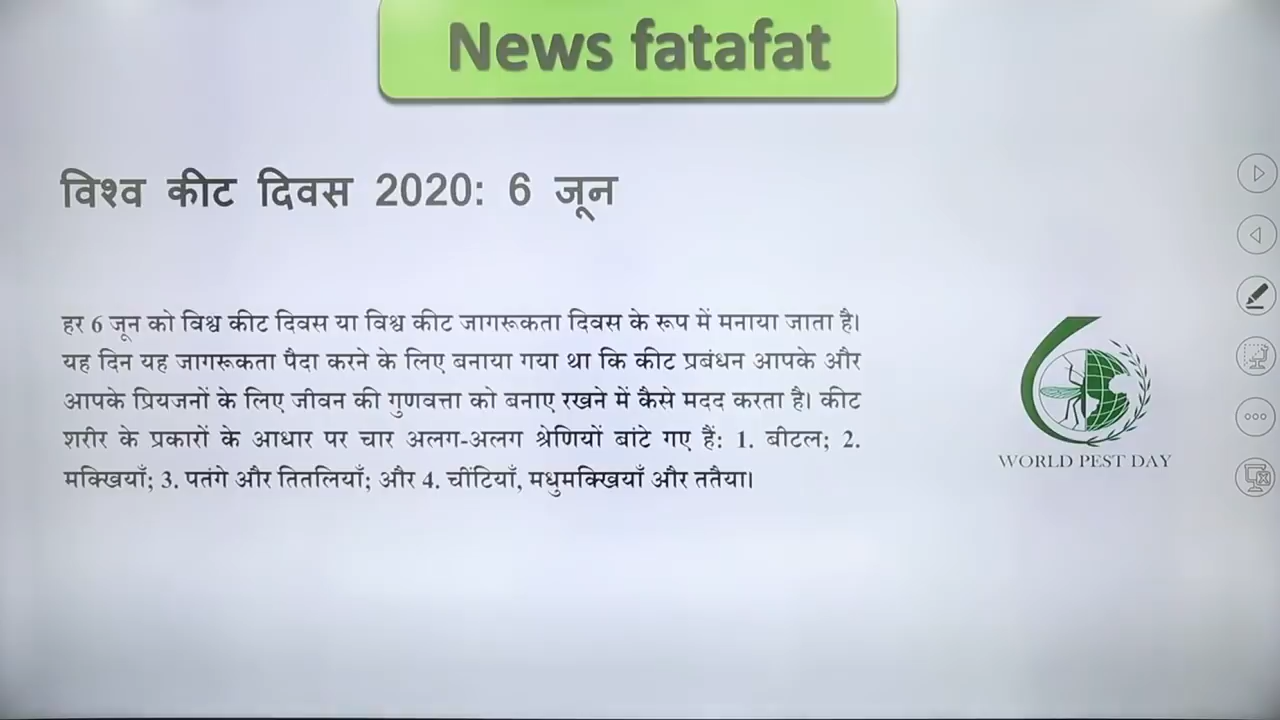 News fatafat
विश्व कीट दिवस 2020: 6 जून
हर 6 जून को विश्व कीट दिवस या विश्व कीट जागरूकता दिवस के रूप में मनाया जाता है।
यह दिन यह जागरूकता पैदा करने के लिए बनाया गया था कि कीट प्रबंधन आपके और
आपके प्रियजनों के लिए जीवन की गुणवत्ता को बनाए रखने में कैसे मदद करता है। कीट
शरीर के प्रकारों के आधार पर चार अलग-अलग श्रेणियों बांटे गए हैं: 1. बीटल; 2.
मक्खियाँ; 3. पतंगे और तितलियाँ; और 4. चींटियाँ, मधुमक्खियाँ और ततैया।
6
WORLD PEST DAY